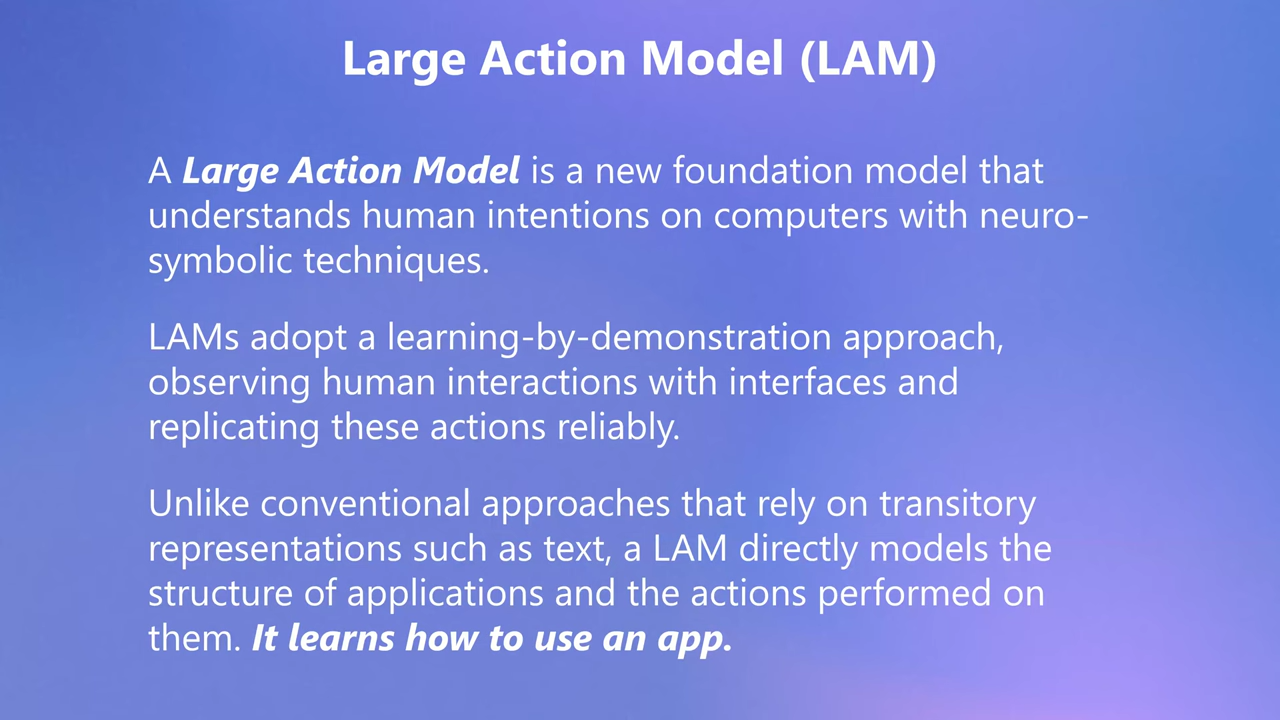 Large Action Model (LAM)
A Large Action Model is a new foundation model that
understands human intentions on computers with neuro-
symbolic techniques.
LAMs adopt a learning-by-demonstration approach,
observing human interactions with interfaces and
replicating these actions reliably.
Unlike conventional approaches that rely on transitory
representations such as text, a LAM directly models the
structure of applications and the actions performed on
them. It learns how to use an app.